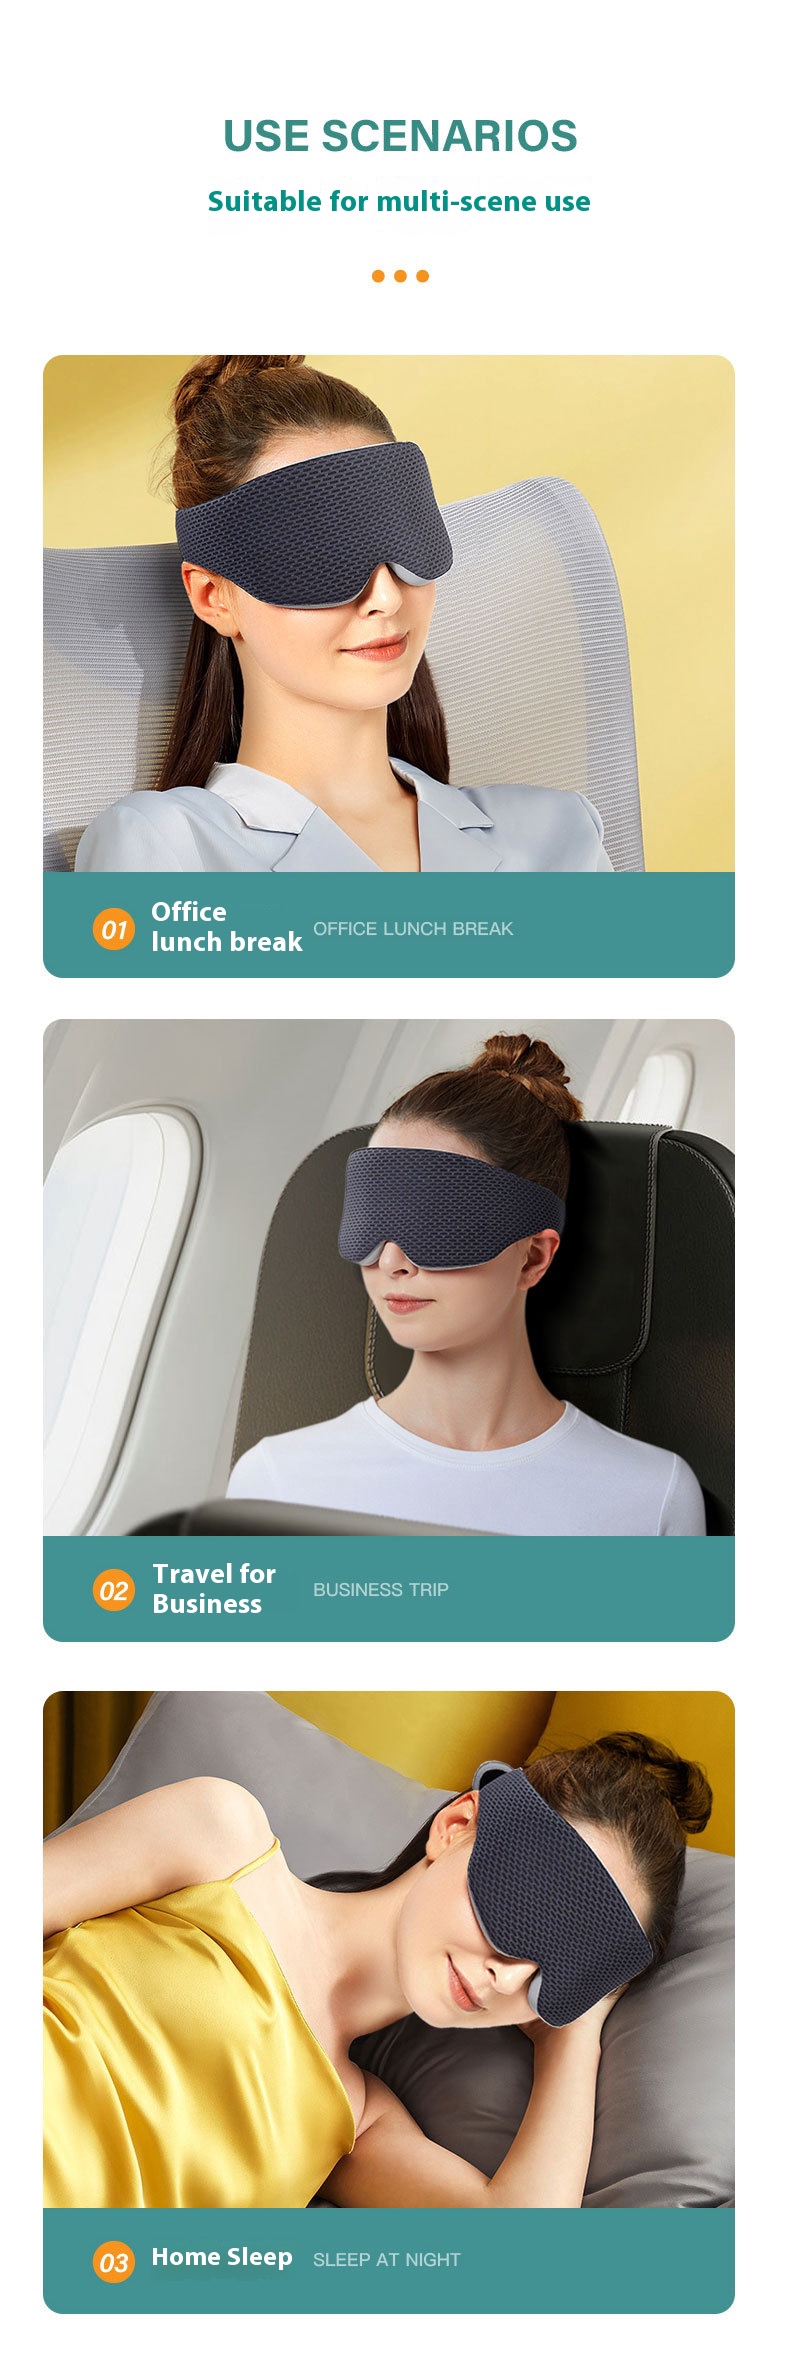 USE SCENARIOS
Suitable for multi-scene use
01
Office
lunch break
OFFICE LUNCH BREAK
02
Travel for
Business
BUSINESS TRIP
03
Home Sleep
SLEEP AT NIGHT